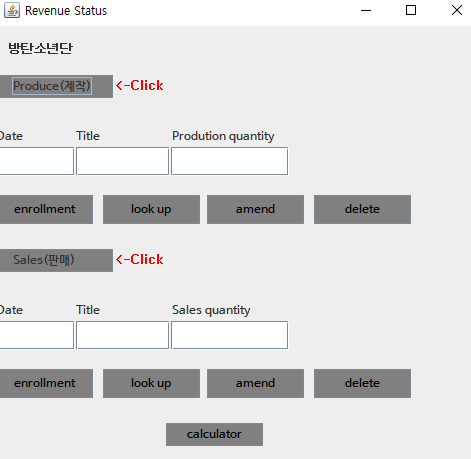 Revenue Status
방탄소년단
Produce(제작) <-Click
Date Title Prodution quantity
enrollment look up amend delete
Sales(판매) <-Click
Date Title Sales quantity
enrollment look up amend delete
calculator